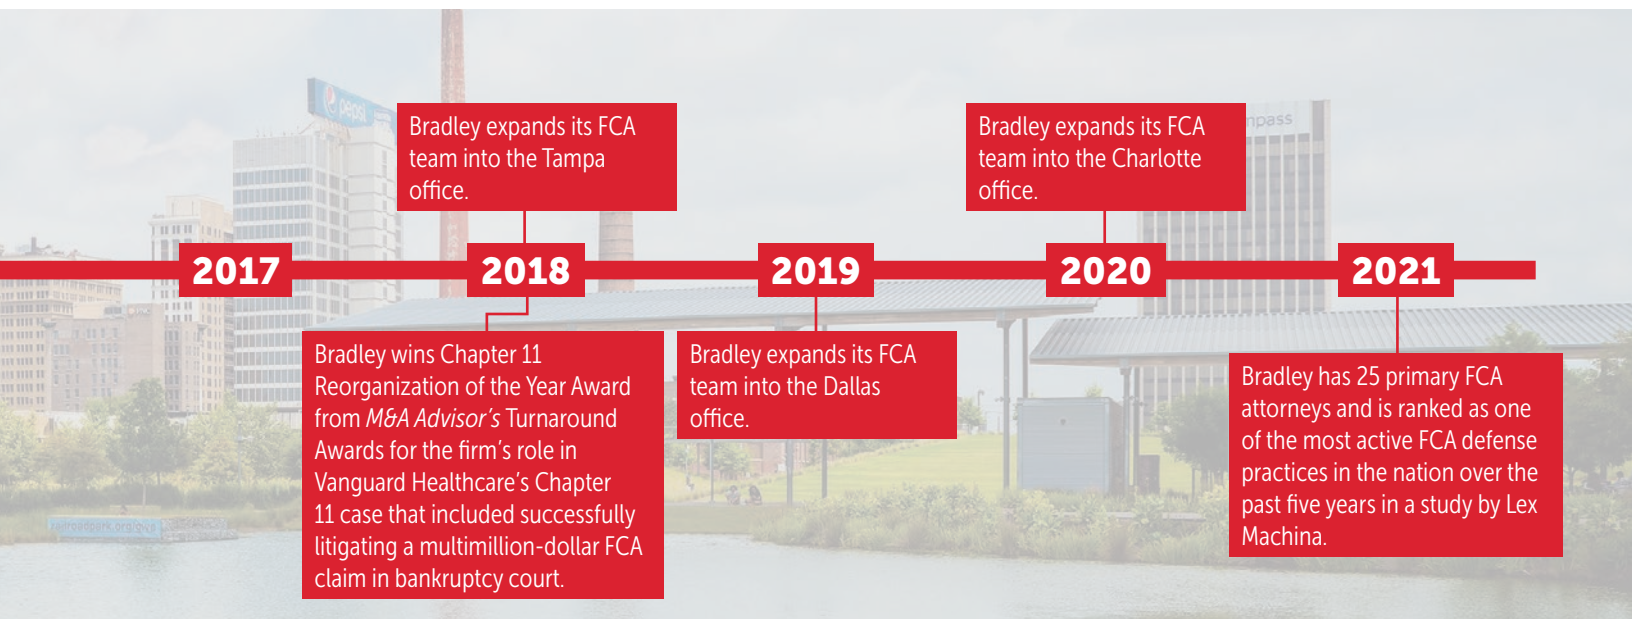 pepsi
Bradley expands its FCA
team into the Tampa
office.
Bradley expands its FCA
team into the Charlotte
office.
mpass
2017
2018
2019
2020
2021
Bradley wins Chapter 11
Reorganization of the Year Award
from M&A Advisor’s Turnaround
Awards for the firm’s role in
Vanguard Healthcare’s Chapter
11 case that included successfully
litigating a multimillion-dollar FCA
claim in bankruptcy court.
Bradley expands its FCA
team into the Dallas
office.
Bradley has 25 primary FCA
attorneys and is ranked as one
of the most active FCA defense
practices in the nation over the
past five years in a study by Lex
Machina.